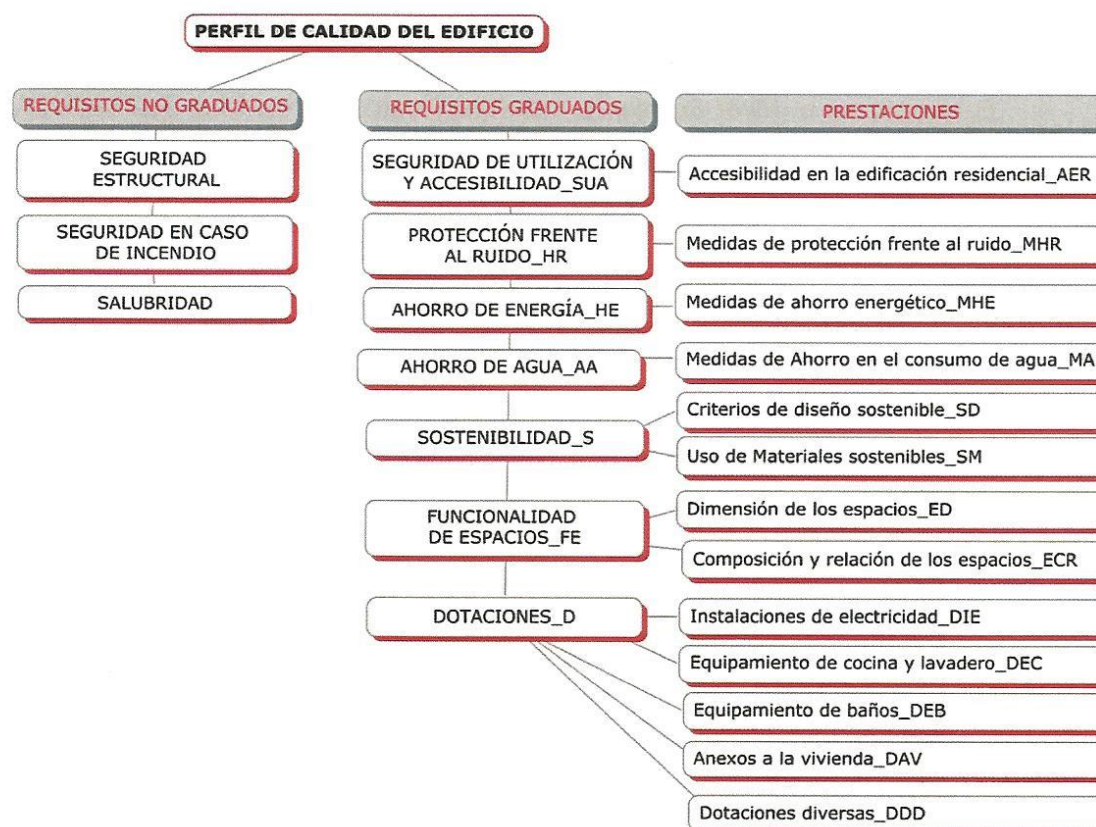 PERFIL DE CALIDAD DEL EDIFICIO
REQUISITOS NO GRADUADOS
SEGURIDAD
ESTRUCTURAL
SEGURIDAD EN CASO
DE INCENDIO
SALUBRIDAD
REQUISITOS GRADUADOS
PRESTACIONES
SEGURIDAD DE UTILIZACIÓN
Y ACCESIBILIDAD_SUA
Accesibilidad en la edificación residencial_AER
PROTECCIÓN FRENTE
AL RUIDO_HR
Medidas de protección frente al ruido_MHR
AHORRO DE ENERGÍA_HE
Medidas de ahorro energético_MHE
AHORRO DE AGUA_AA
Medidas de Ahorro en el consumo de agua_MA
SOSTENIBILIDAD_S
Criterios de diseño sostenible_SD
Uso de Materiales sostenibles_SM
FUNCIONALIDAD
DE ESPACIOS_FE
Dimensión de los espacios_ED
Composición y relación de los espacios_ECR
DOTACIONES_D
Instalaciones de electricidad_DIE
Equipamiento de cocina y lavadero_DEC
Equipamiento de baños_DEB
Anexos a la vivienda_DAV
Dotaciones diversas_DDD